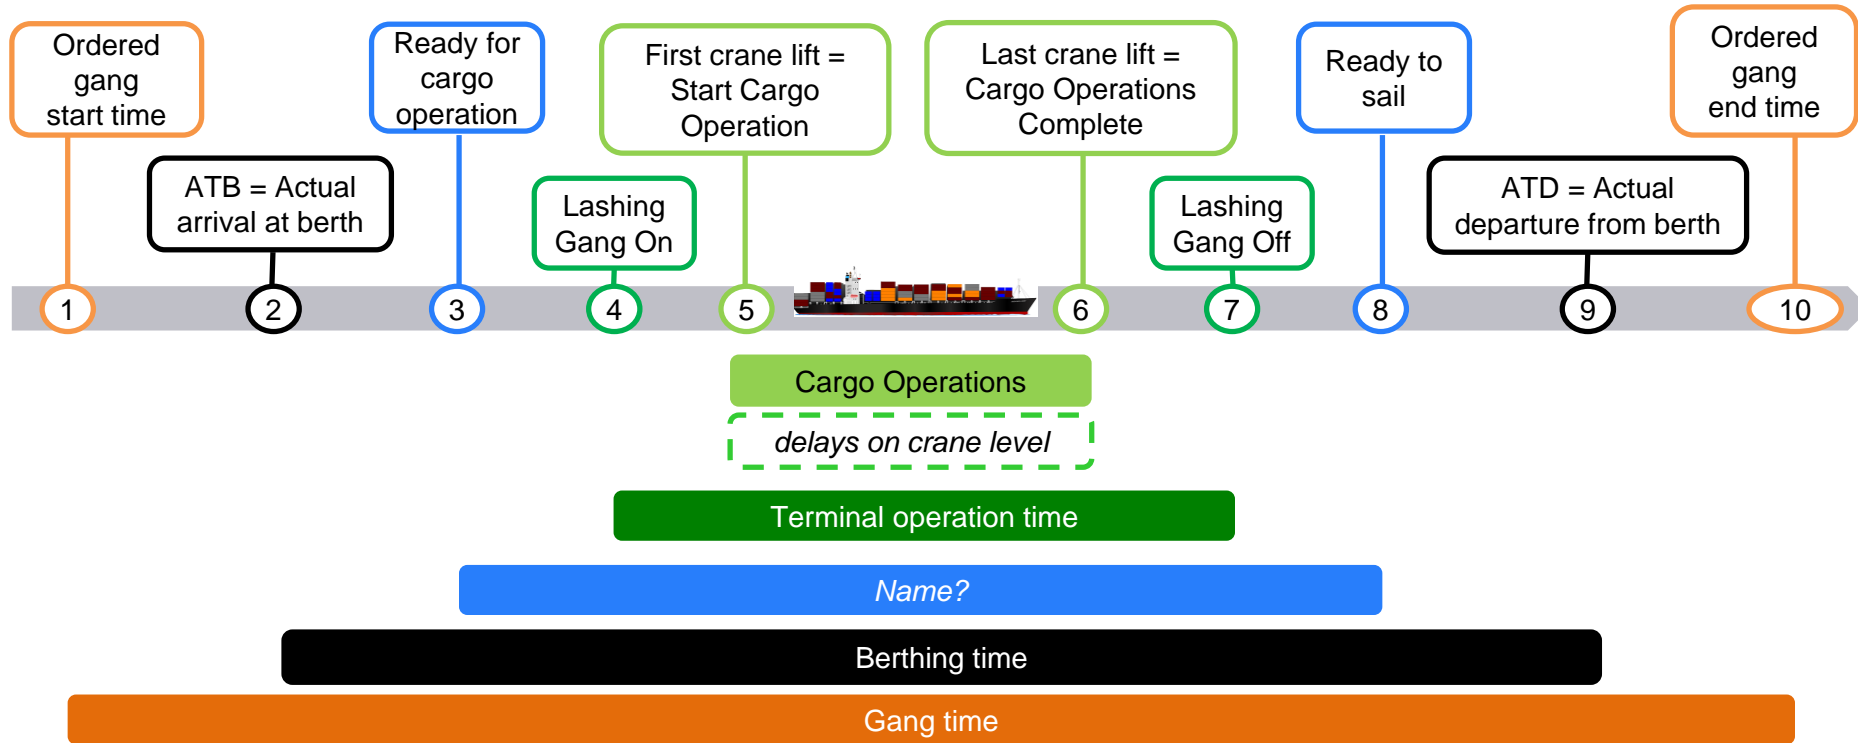 Ordered
gang
start time
Ready for
cargo
operation
First crane lift =
Start Cargo
Operation
Last crane lift =
Cargo Operations
Complete
Ready to
sail
Ordered
gang
end time
ATB = Actual
arrival at berth
Lashing
Gang On
Lashing
Gang Off
ATD = Actual
departure from berth
1
2
3
4
5
6
7
8
9
10
Cargo Operations
delays on crane level
Terminal operation time
Name?
Berthing time
Gang time